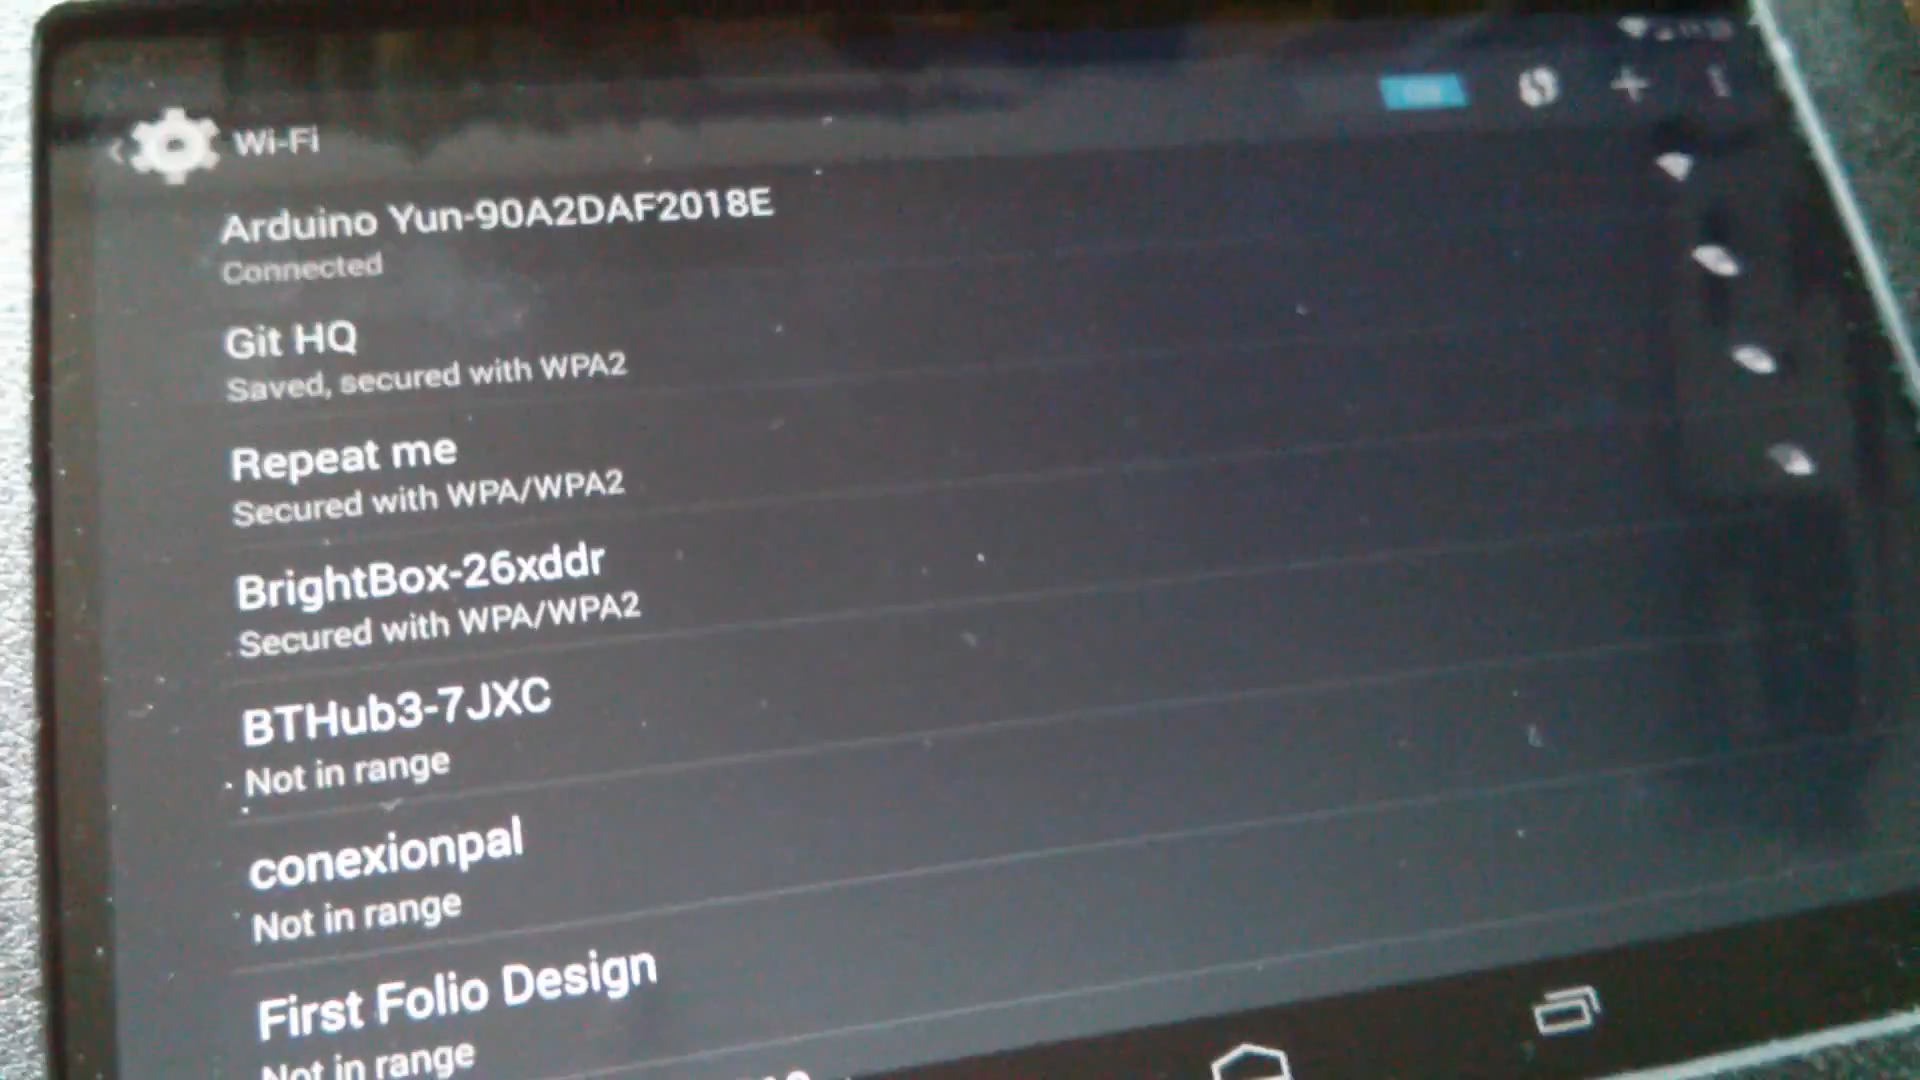 Wi-Fi
Arduino Yun-90A2DAF2018E
Connected
Git HQ
Saved, secured with WPA2
Repeat me
Secured with WPA/WPA2
BrightBox-26xddr
Secured with WPA/WPA2
BTHub3-7JXC
Not in range
conexionpal
Not in range
First Folio Design
Not in range